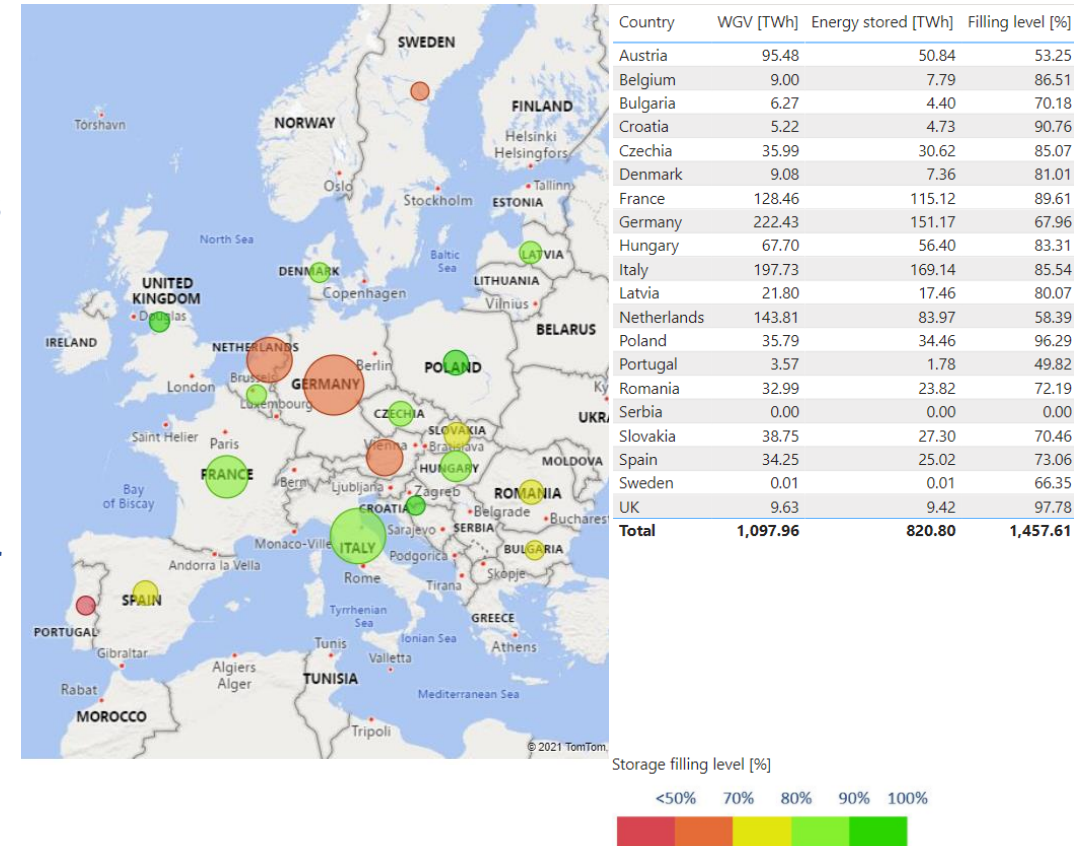 SWEDEN
FINLAND
NORWAY
Tórshavn
Helsinki
Helsingfors
Oslo
Tallinn
Stockholm
ESTONIA
North Sea
Baltic
Sea
LATVIA
DENMARK
LITHUANIA
UNITED
KINGDOM
Copenhagen
Vilnius
Douglas
BELARUS
IRELAND
NETHERLANDS
Berlin
POLAND
London
Brussels
GERMANY
Luxembourg
CZECHIA
UKR
SLOVAKIA
Saint Helier
Paris
Vienna
Bratislava
MOLDOVA
FRANCE
HUNGARY
Bern
Ljubljana
Zagreb
Bay
of Biscay
ROMANIA
CROATIA
Belgrade
Bucharest
Sarajevo
SERBIA
Monaco-Ville
ITALY
Podgorica
BULGARIA
Andorra la Vella
Rome
Skopje
Tirana
SPAIN
Tyrrhenian
Sea
GREECE
PORTUGAL
Ionian Sea
Athens
Gibraltar
Tunis
Valletta
Algiers
Alger
TUNISIA
Rabat
Mediterranean Sea
MOROCCO
Tripoli
© 2021 TomTom,
Country WGV [TWh] Energy stored [TWh] Filling level [%]
Austria 95.48 50.84 53.25
Belgium 9.00 7.79 86.51
Bulgaria 6.27 4.40 70.18
Croatia 5.22 4.73 90.76
Czechia 35.99 30.62 85.07
Denmark 9.08 7.36 81.01
France 128.46 115.12 89.61
Germany 222.43 151.17 67.96
Hungary 67.70 56.40 83.31
Italy 197.73 169.14 85.54
Latvia 21.80 17.46 80.07
Netherlands 143.81 83.97 58.39
Poland 35.79 34.46 96.29
Portugal 3.57 1.78 49.82
Romania 32.99 23.82 72.19
Serbia 0.00 0.00 0.00
Slovakia 38.75 27.30 70.46
Spain 34.25 25.02 73.06
Sweden 0.01 0.01 66.35
UK 9.63 9.42 97.78
Total 1,097.96 820.80 1,457.61
Storage filling level [%]
<50% 70% 80% 90% 100%